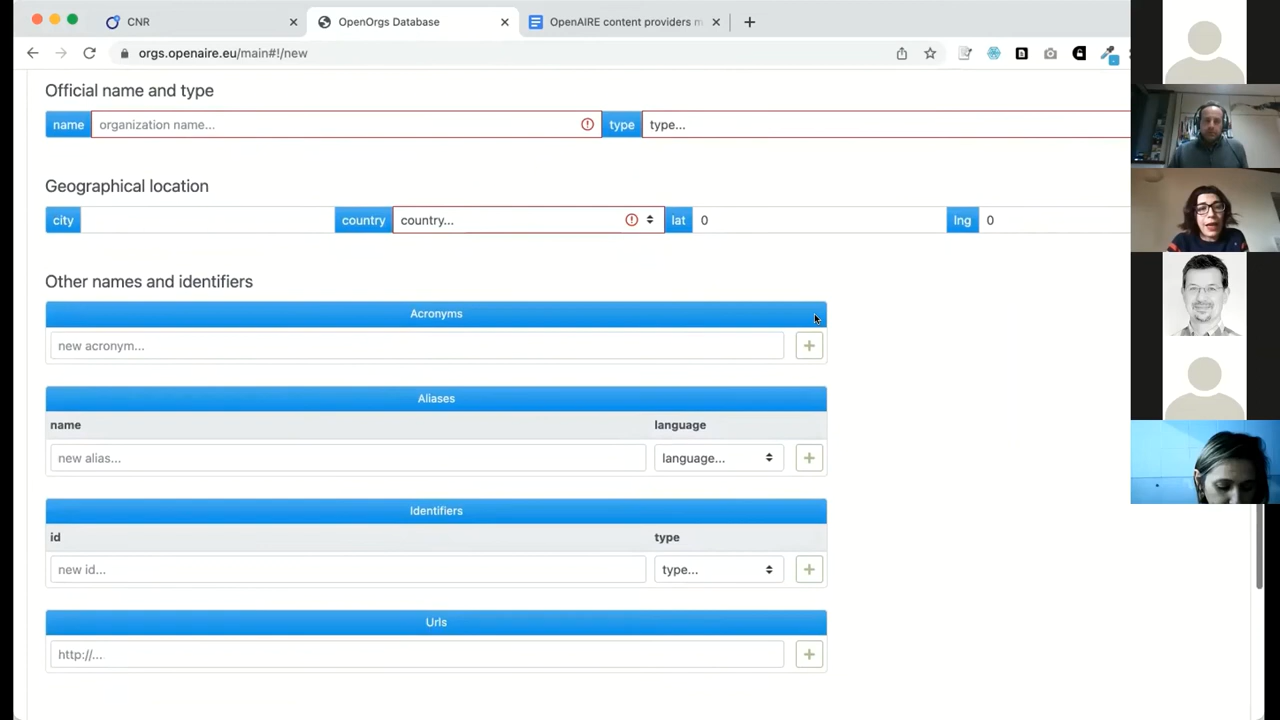 CNR
OpenOrgs Database
OpenAIRE content providers m
orgs.openaire.eu/main#!/new
Official name and type
name organization name... type type...
Geographical location
city country country... lat 0 lng 0
Other names and identifiers
Acronyms
new acronym...
Aliases
name language
new alias... language...
Identifiers
id type
new id... type...
Urls
http://...